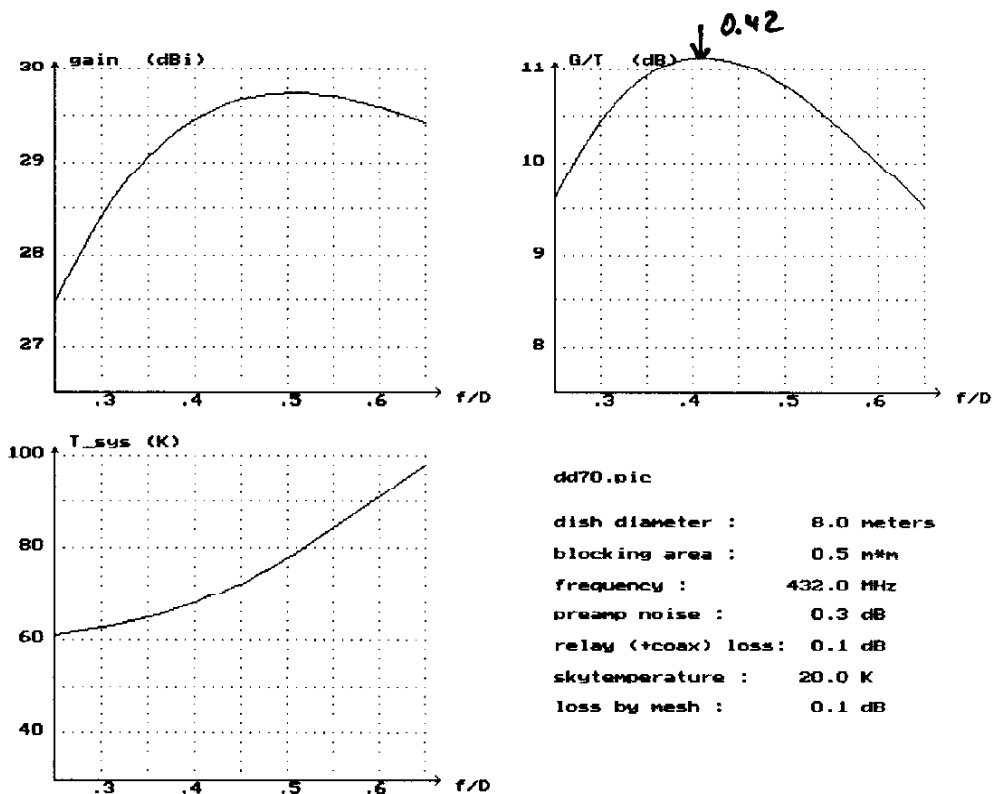 0.42
gain (dBi)
30
29
28
27
.3 .4 .5 .6 f/D
G/T (dB)
11
10
9
8
.3 .4 .5 .6 f/D
T_sys (K)
100
80
60
40
.3 .4 .5 .6 f/D
dd70.pic
dish diameter : 8.0 meters
blocking area : 0.5 m*m
frequency : 432.0 MHz
preamp noise : 0.3 dB
relay (+coax) loss: 0.1 dB
skytemperature : 20.0 K
loss by mesh : 0.1 dB